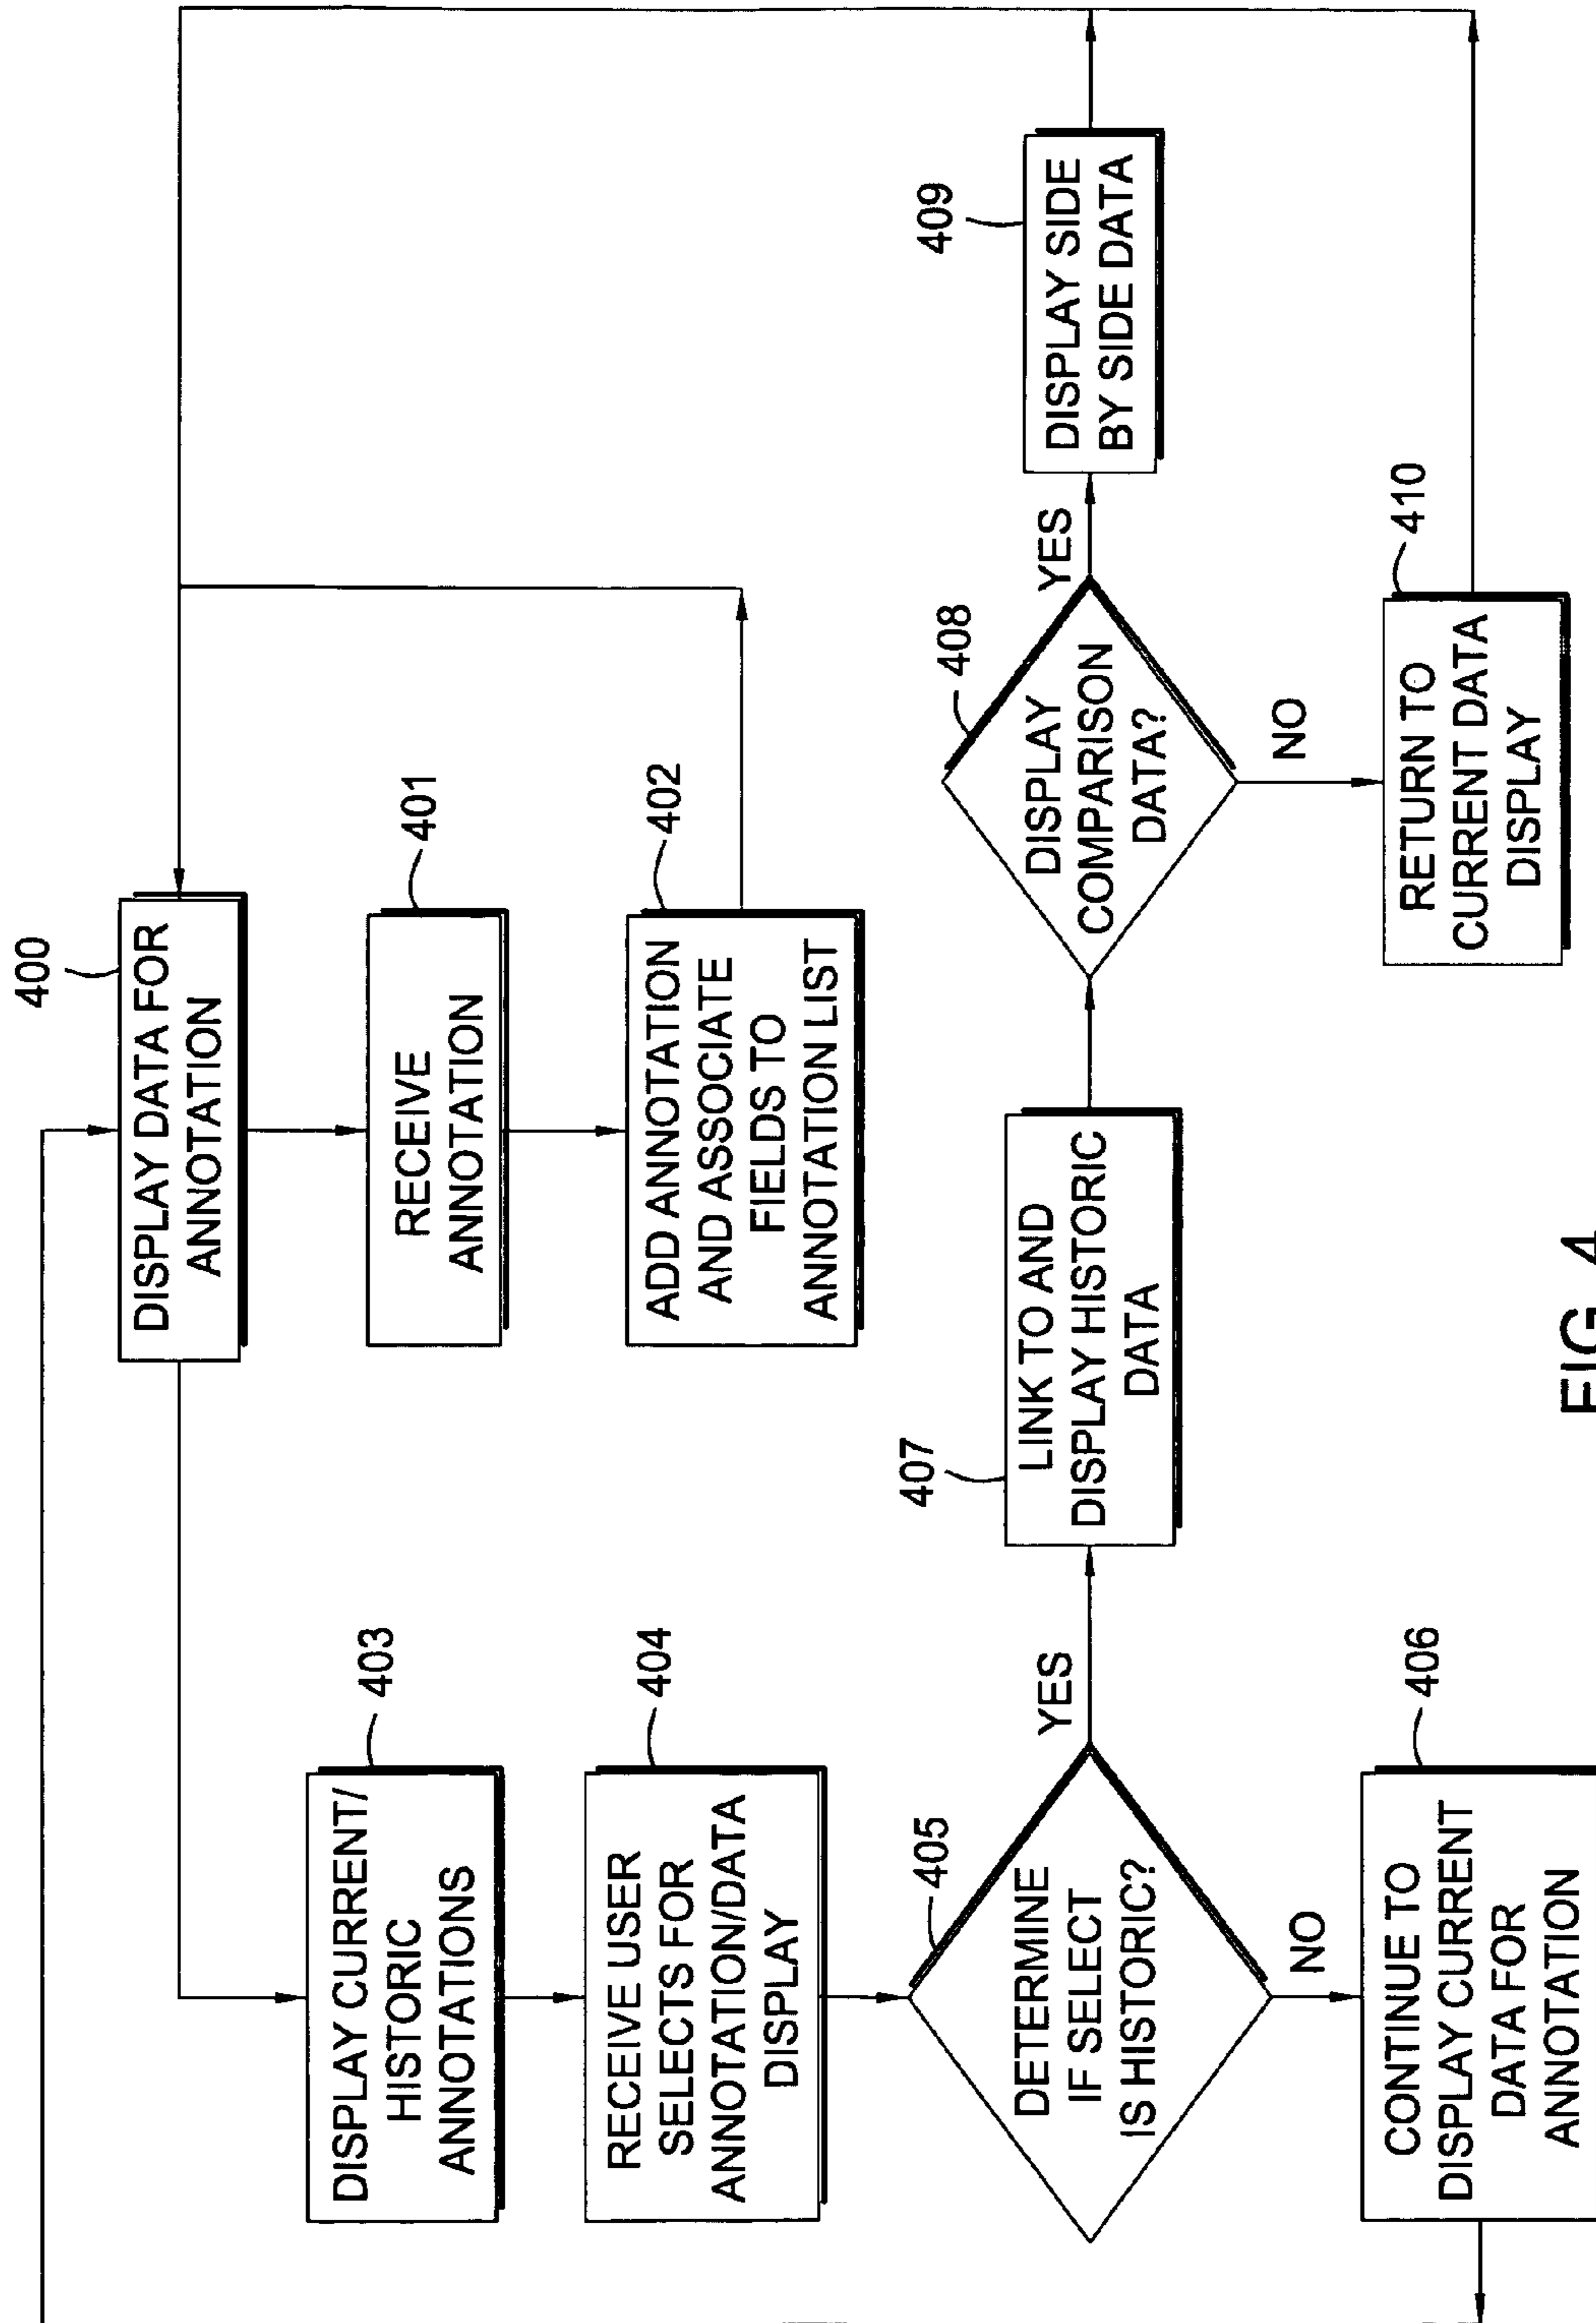 400
DISPLAY DATA FOR
ANNOTATION
401
RECEIVE
ANNOTATION
402
ADD ANNOTATION
AND ASSOCIATE
FIELDS TO
ANNOTATION LIST
403
DISPLAY CURRENT/
HISTORIC
ANNOTATIONS
404
RECEIVE USER
SELECTS FOR
ANNOTATION/DATA
DISPLAY
405
DETERMINE
IF SELECT
IS HISTORIC?
YES
NO
406
CONTINUE TO
DISPLAY CURRENT
DATA FOR
ANNOTATION
407
LINK TO AND
DISPLAY HISTORIC
DATA
408
DISPLAY
COMPARISON
DATA?
YES
NO
409
DISPLAY SIDE
BY SIDE DATA
410
RETURN TO
CURRENT DATA
DISPLAY
FIG. 4